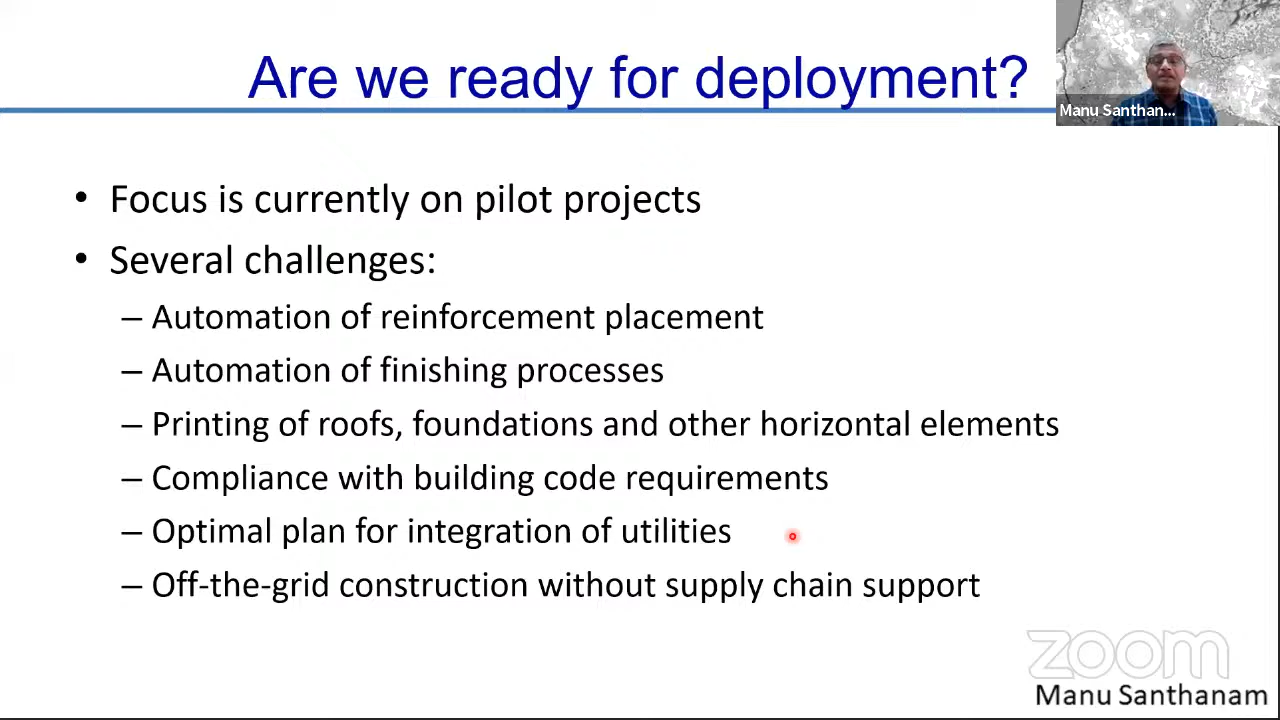 Are we ready for deployment?
Manu Santhan...
• Focus is currently on pilot projects
• Several challenges:
– Automation of reinforcement placement
– Automation of finishing processes
– Printing of roofs, foundations and other horizontal elements
– Compliance with building code requirements
– Optimal plan for integration of utilities
– Off-the-grid construction without supply chain support
zoom
Manu Santhanam